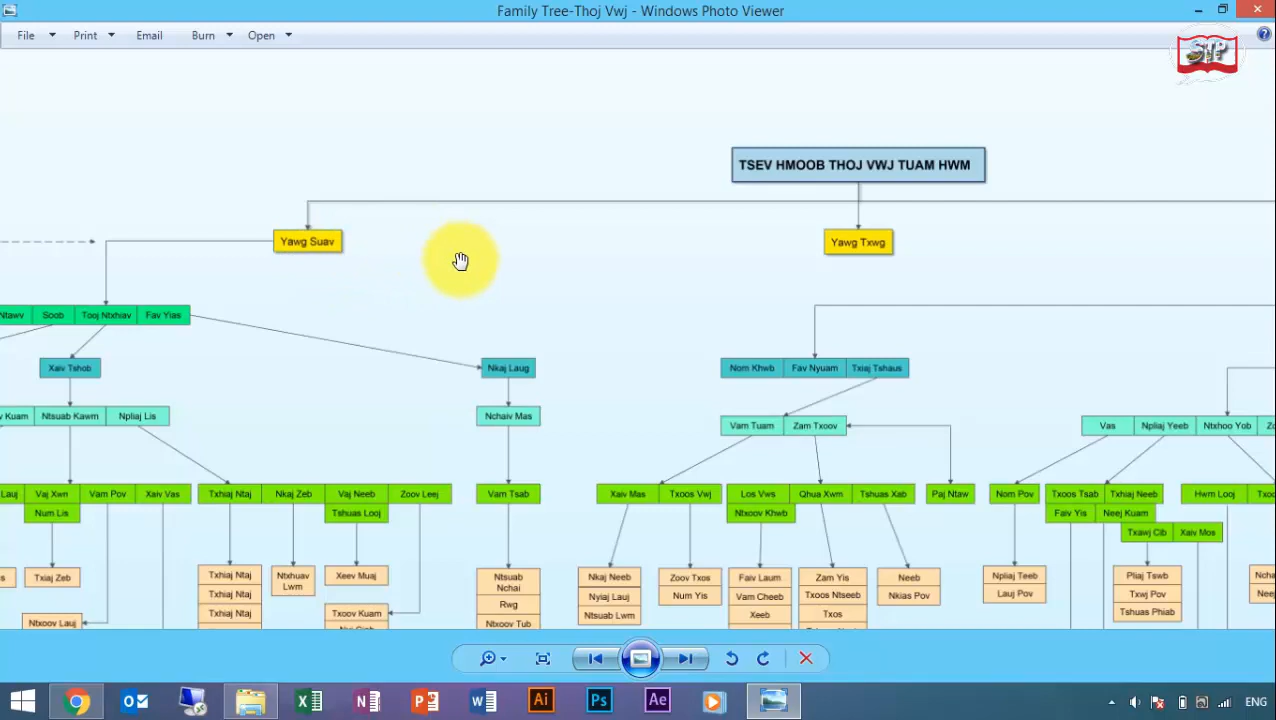 Family Tree-Thoj Vwj - Windows Photo Viewer
File Print Email Burn Open
STP
TSEV HMOOB THOJ VWJ TUAM HWM
Yawg Suav Yawg Txwg
Ntawv Soob Tooj Ntxhiav Fav Yias
Xaiv Tshob Nkaj Laug Nom Khwb Fav Nyuam Txiaj Tshaus
Kuam Ntsuab Kawm Npliaj Lis Nchaiv Mas Vam Tuam Zam Txoov Vas Npliaj Yeeb Ntxhoo Yob
Lauj Vaj Xwn Vam Pov Xaiv Vas Txhiaj Ntaj Nkaj Zeb Vaj Neeb Zoov Leej Vam Tsab Xaiv Mas Txoos Vwj Los Vws Qhua Xwm Tshuas Xab Paj Ntaw Nom Pov Txoos Tsab Txhiaj Neeb Hwm Looj
Num Lis Tshuas Looj Ntxoov Khwb Faiv Yis Neej Kuam
Txawj Cib Xaiv Mos
Txiaj Zeb Txhiaj Ntaj Ntxhuav Lwm Xeev Muaj Ntsuab Nchai Nkaj Neeb Zoov Txos Faiv Laum Zam Yis Neeb Npliaj Teeb Pliaj Tswb
Txhiaj Ntaj Rwg Nyiaj Lauj Num Yis Vam Cheeb Txoos Ntseeb Nkias Pov Lauj Pov Txwj Pov
Ntxoov Lauj Txhiaj Ntaj Txoov Kuam Ntxoov Tub Ntsuab Lwm Xeeb Txos Tshuas Phiab
ENG